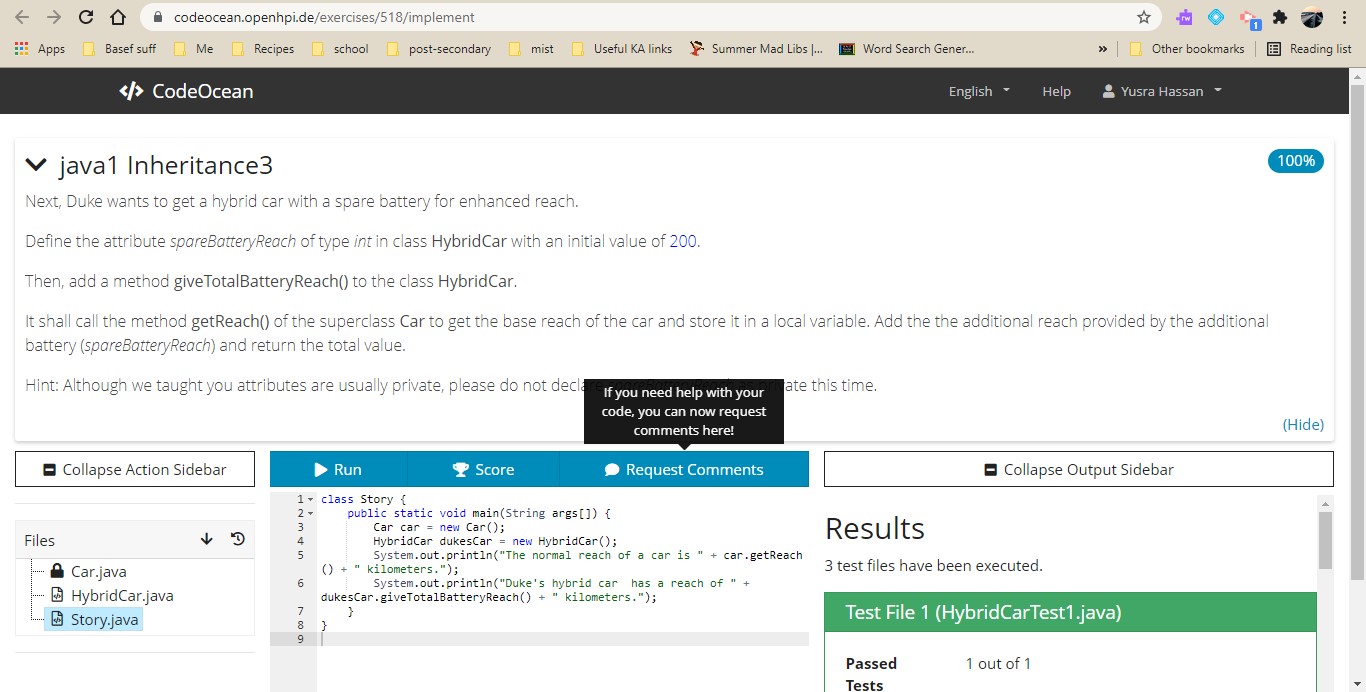 codeocean.openhpi.de/exercises/518/implement
rw
1
Apps Basef suff Me Recipes school post-secondary mist Useful KA links Summer Mad Libs |... Word Search Gener... » Other bookmarks Reading list
</> CodeOcean English Help Yusra Hassan
java1 Inheritance3 100%
Next, Duke wants to get a hybrid car with a spare battery for enhanced reach.
Define the attribute spareBatteryReach of type int in class HybridCar with an initial value of 200.
Then, add a method giveTotalBatteryReach() to the class HybridCar.
It shall call the method getReach() of the superclass Car to get the base reach of the car and store it in a local variable. Add the the additional reach provided by the additional
battery (spareBatteryReach) and return the total value.
Hint: Although we taught you attributes are usually private, please do not decla vate this time.
If you need help with your
code, you can now request
comments here!
(Hide)
Collapse Action Sidebar Run Score Request Comments Collapse Output Sidebar
Files
Car.java
HybridCar.java
Story.java
1 class Story {
2 public static void main(String args[]) {
3 Car car = new Car();
4 HybridCar dukesCar = new HybridCar();
5 System.out.println("The normal reach of a car is " + car.getReach
() + " kilometers.");
6 System.out.println("Duke's hybrid car  has a reach of " +
dukesCar.giveTotalBatteryReach() + " kilometers.");
7 }
8 }
9
Results
3 test files have been executed.
Test File 1 (HybridCarTest1.java)
Passed 1 out of 1
Tests